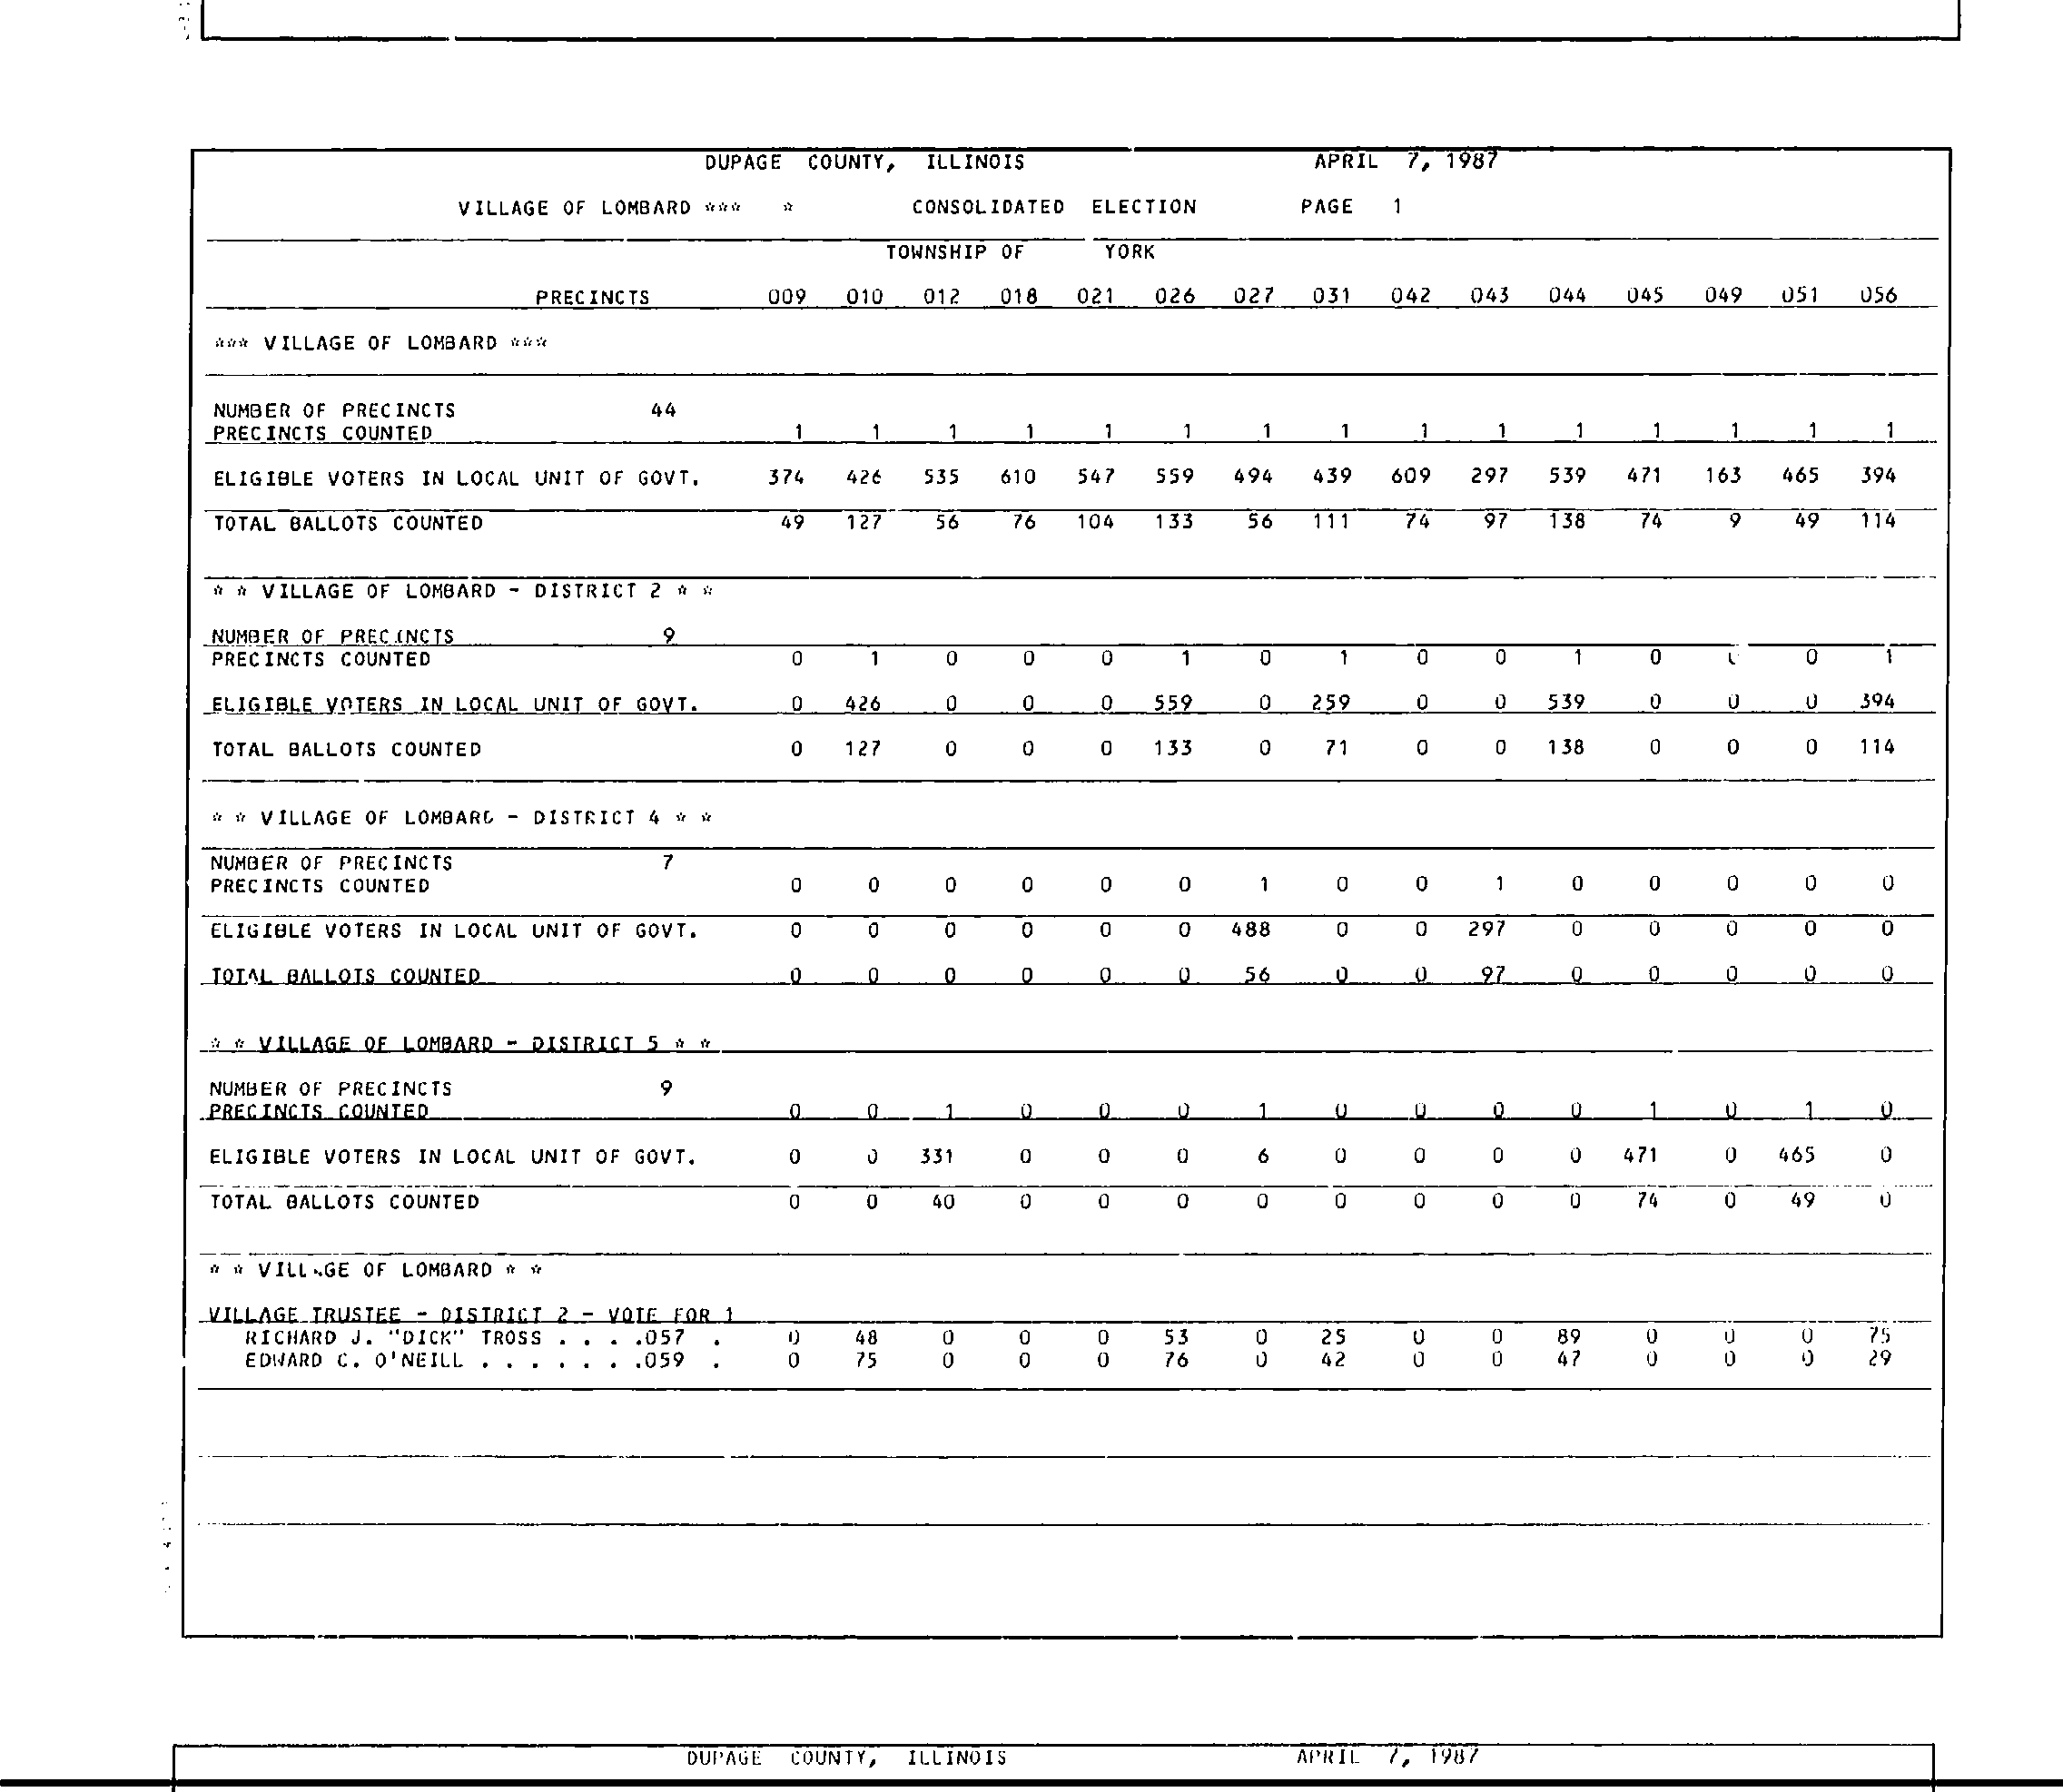 DUPAGE COUNTY, ILLINOIS APRIL 7, 1987
VILLAGE OF LOMBARD *** * CONSOLIDATED ELECTION PAGE 1
TOWNSHIP OF YORK
PRECINCTS 009 010 012 018 021 026 027 031 042 043 044 045 049 051 056
*** VILLAGE OF LOMBARD ***
NUMBER OF PRECINCTS 44
PRECINCTS COUNTED 1 1 1 1 1 1 1 1 1 1 1 1 1 1 1
ELIGIBLE VOTERS IN LOCAL UNIT OF GOVT. 374 426 535 610 547 559 494 439 609 297 539 471 163 465 394
TOTAL BALLOTS COUNTED 49 127 56 76 104 133 56 111 74 97 138 74 9 49 114
* * VILLAGE OF LOMBARD - DISTRICT 2 * *
NUMBER OF PRECINCTS 9
PRECINCTS COUNTED 0 1 0 0 0 1 0 1 0 0 1 0 0 1
ELIGIBLE VOTERS IN LOCAL UNIT OF GOVT. 0 426 0 0 0 559 0 259 0 0 539 0 0 0 394
TOTAL BALLOTS COUNTED 0 127 0 0 0 133 0 71 0 0 138 0 0 0 114
* * VILLAGE OF LOMBARD - DISTRICT 4 * *
NUMBER OF PRECINCTS 7
PRECINCTS COUNTED 0 0 0 0 0 0 1 0 0 1 0 0 0 0 0
ELIGIBLE VOTERS IN LOCAL UNIT OF GOVT. 0 0 0 0 0 0 488 0 0 297 0 0 0 0 0
TOTAL BALLOTS COUNTED 0 0 0 0 0 0 56 0 0 97 0 0 0 0 0
* * VILLAGE OF LOMBARD - DISTRICT 5 * *
NUMBER OF PRECINCTS 9
PRECINCTS COUNTED 0 0 1 0 0 0 1 0 0 0 0 1 0 1 0
ELIGIBLE VOTERS IN LOCAL UNIT OF GOVT. 0 0 331 0 0 0 6 0 0 0 0 471 0 465 0
TOTAL BALLOTS COUNTED 0 0 40 0 0 0 0 0 0 0 0 74 0 49 0
* * VILLAGE OF LOMBARD * *
VILLAGE TRUSTEE - DISTRICT 2 - VOTE FOR 1
RICHARD J. "DICK" TROSS . . . .057 . 0 48 0 0 0 53 0 25 0 0 89 0 0 0 75
EDWARD C. O'NEILL . . . . . . .059 . 0 75 0 0 0 76 0 42 0 0 47 0 0 0 29
DUPAGE COUNTY, ILLINOIS APRIL 7, 1987